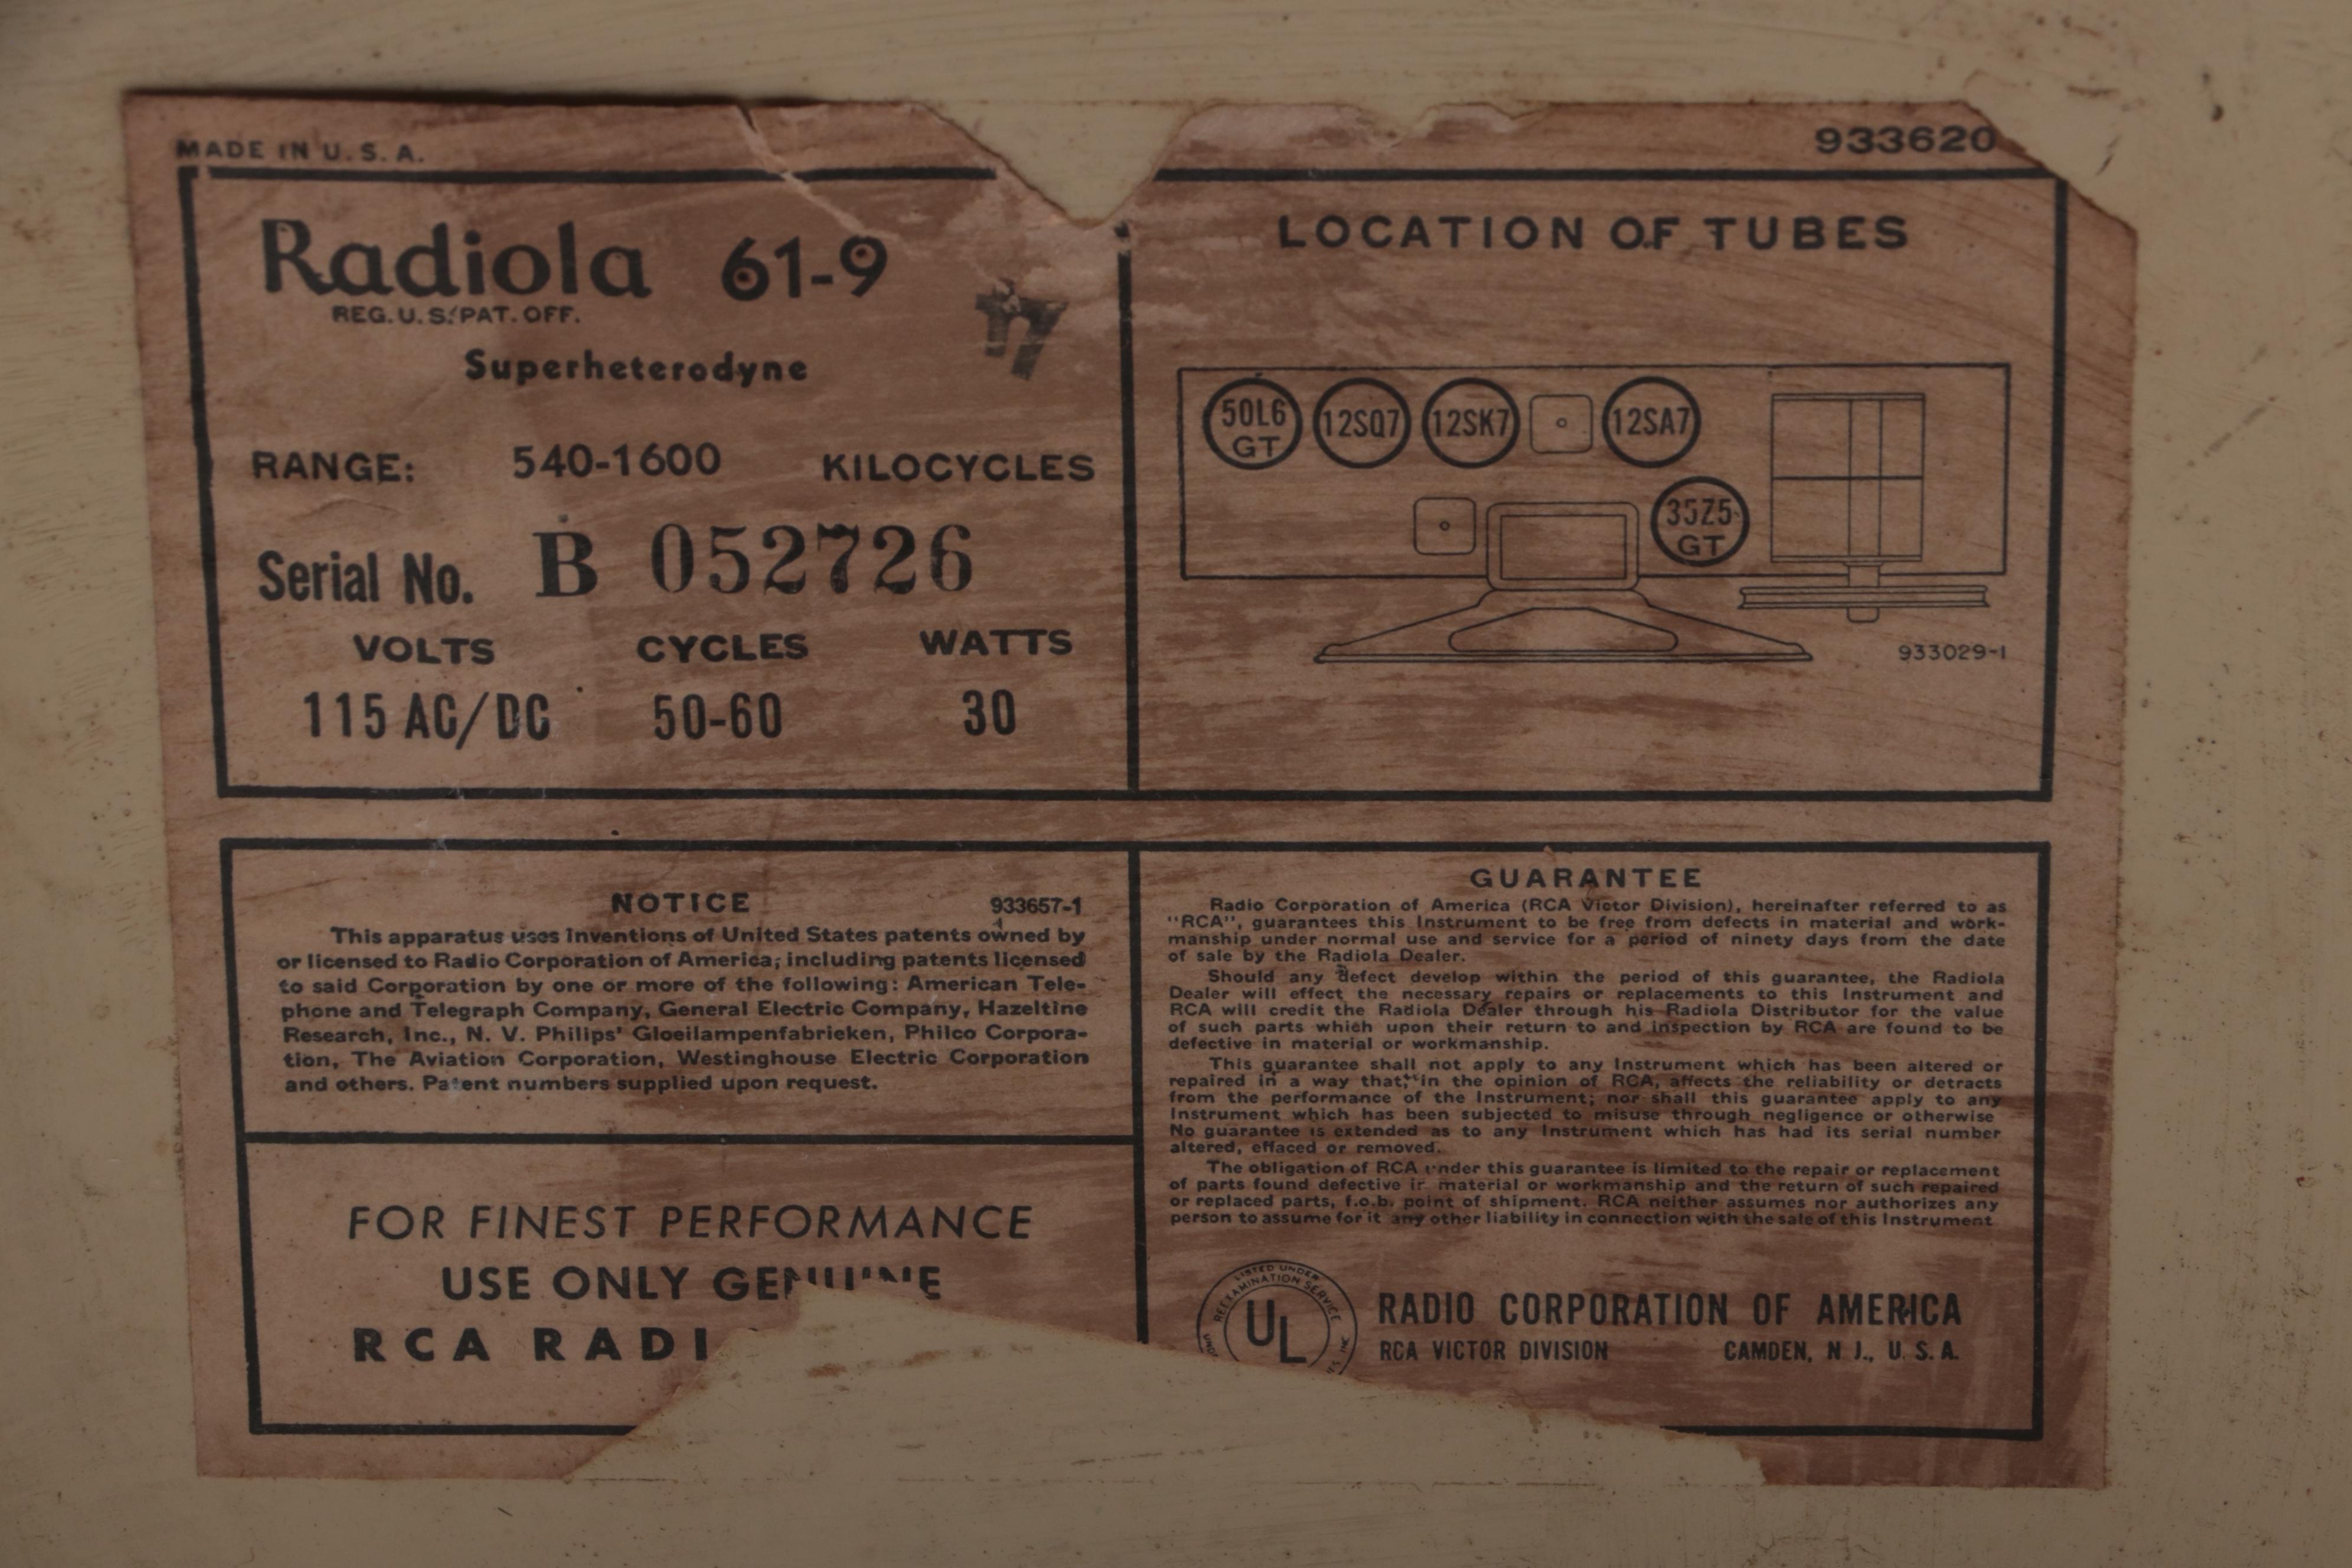 MADE IN U. S. A.
933620
Radiola 61-9
REG. U. S. PAT. OFF.
Superheterodyne
RANGE: 540-1600 KILOCYCLES
Serial No. B 052726
VOLTS CYCLES WATTS
115 AC/DC 50-60 30
LOCATION OF TUBES
50L6 GT 12SQ7 12SK7 12SA7
35Z5 GT
933029-1
NOTICE 933657-1
This apparatus uses inventions of United States patents owned by
or licensed to Radio Corporation of America, including patents licensed
to said Corporation by one or more of the following: American Tele-
phone and Telegraph Company, General Electric Company, Hazeltine
Research, Inc., N. V. Philips' Gloeilampenfabrieken, Philco Corpora-
tion, The Aviation Corporation, Westinghouse Electric Corporation
and others. Patent numbers supplied upon request.
FOR FINEST PERFORMANCE
USE ONLY GENUINE
RCA RADI
GUARANTEE
Radio Corporation of America (RCA Victor Division), hereinafter referred to as
"RCA", guarantees this Instrument to be free from defects in material and work-
manship under normal use and service for a period of ninety days from the date
of sale by the Radiola Dealer.
Should any defect develop within the period of this guarantee, the Radiola
Dealer will effect the necessary repairs or replacements to this Instrument and
RCA will credit the Radiola Dealer through his Radiola Distributor for the value
of such parts which upon their return to and inspection by RCA are found to be
defective in material or workmanship.
This guarantee shall not apply to any Instrument which has been altered or
repaired in a way that, in the opinion of RCA, affects the reliability or detracts
from the performance of the Instrument; nor shall this guarantee apply to any
Instrument which has been subjected to misuse through negligence or otherwise
No guarantee is extended as to any Instrument which has had its serial number
altered, effaced or removed.
The obligation of RCA under this guarantee is limited to the repair or replacement
of parts found defective in material or workmanship and the return of such repaired
or replaced parts, f.o.b. point of shipment. RCA neither assumes nor authorizes any
person to assume for it any other liability in connection with the sale of this Instrument
LISTED UNDER
REEXAMINATION SERVICE
UL
RADIO CORPORATION OF AMERICA
RCA VICTOR DIVISION CAMDEN, N J., U. S. A.